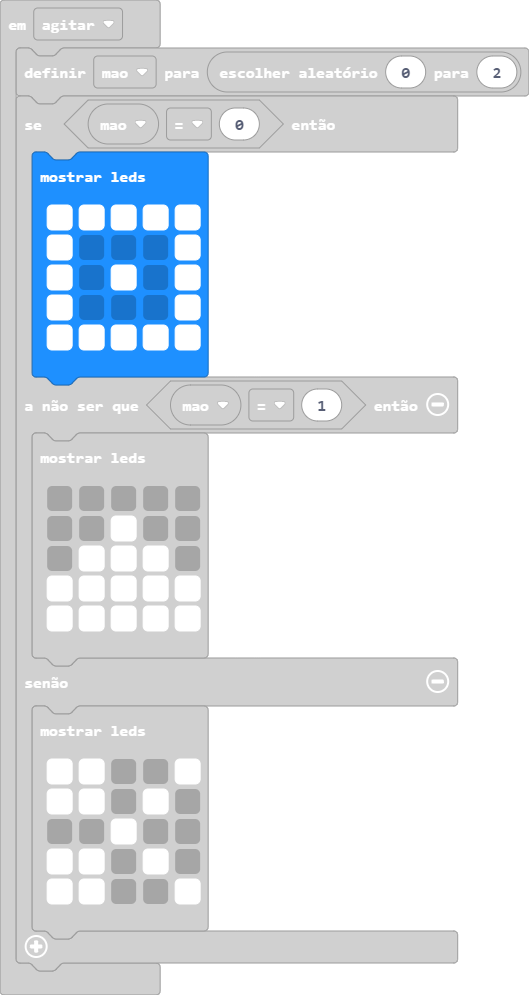 em agitar
definir mao para escolher aleatório 0 para 2
se mao = 0 então
mostrar leds
a não ser que mao = 1 então
mostrar leds
senão
mostrar leds